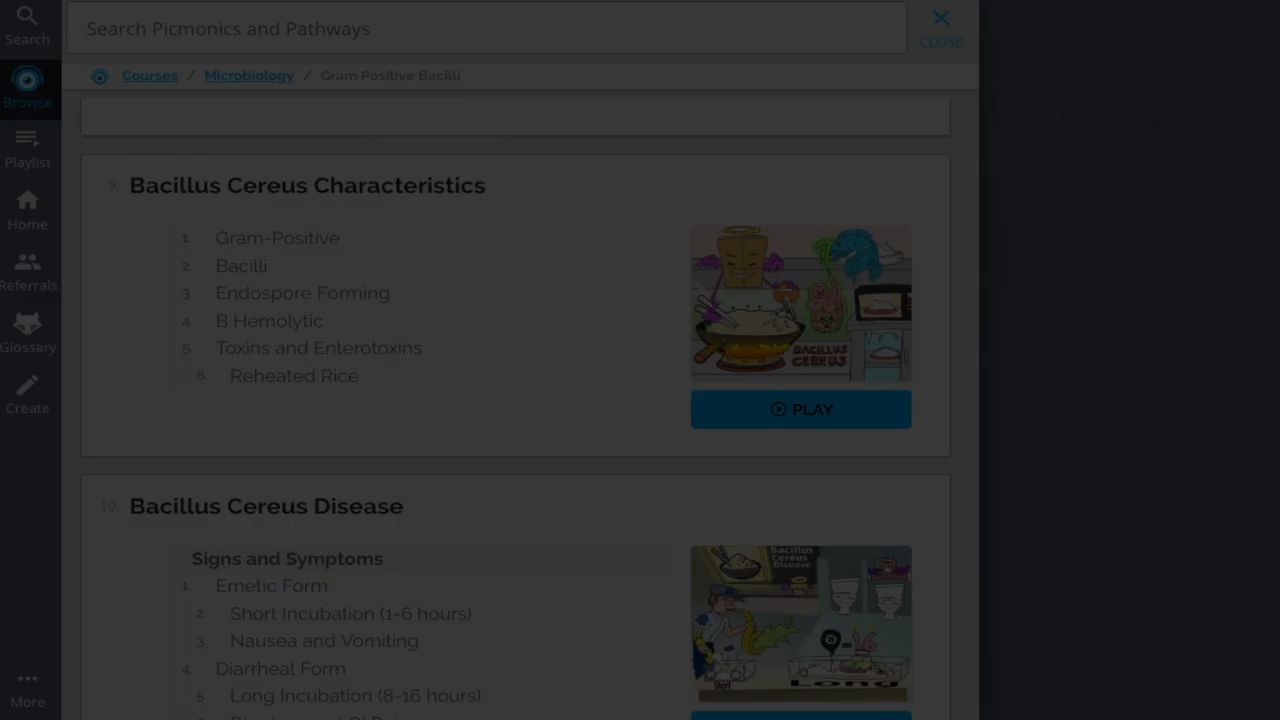 Search
Search Picmonics and Pathways
CLOSE
Courses / Microbiology / Gram Positive Bacilli
Browse
Playlist
Home
Referrals
Glossary
Create
More
9. Bacillus Cereus Characteristics
1. Gram-Positive
2. Bacilli
3 Endospore Forming
4. B Hemolytic
5. Toxins and Enterotoxins
6. Reheated Rice
BACILLUS
CEREUS
PLAY
10. Bacillus Cereus Disease
Signs and Symptoms
1. Emetic Form
2. Short Incubation (1-6 hours)
3 Nausea and Vomiting
4. Diarrheal Form
5. Long Incubation (8-16 hours)
Bacillus
Cereus
Disease
B
Short
Long